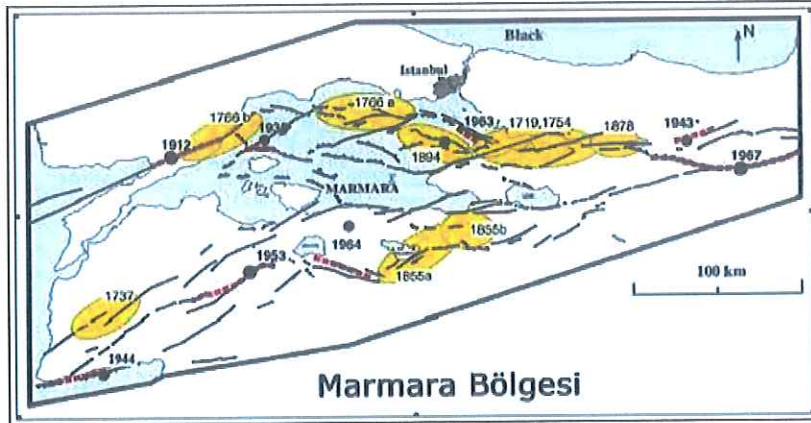 Black
N
Istanbul
1766 b
1766 a
1963
1719,1754
1878
1943
1912
1894
1967
MARMARA
1964
1855b
1953
1855a
100 km
1737
1944
Marmara Bölgesi